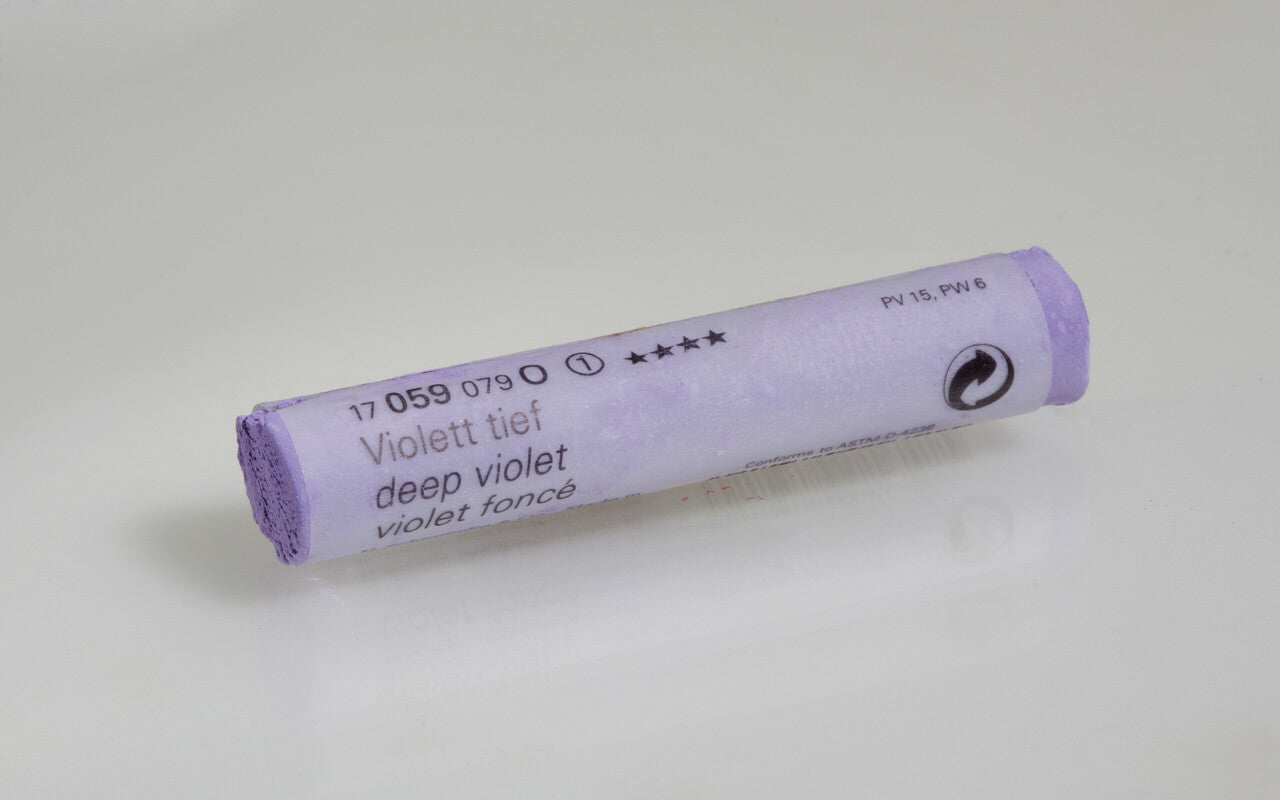 17 059 079 O 1 ★★★★
Violett tief
deep violet
violet foncé
PV 15, PW 6
Conforms to ASTM D-4236